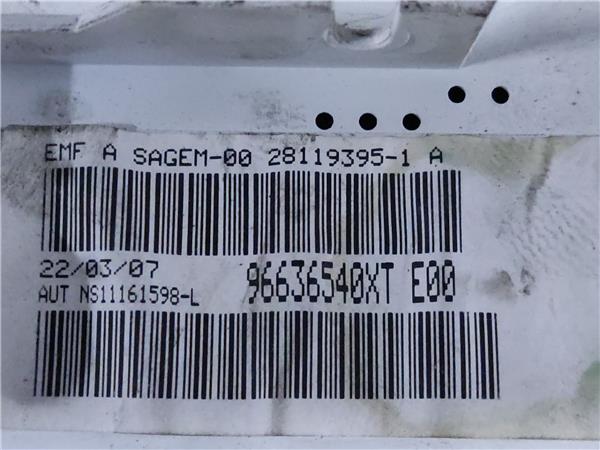 EMF A SAGEM-00 28119395-1 A
22/03/07
96636540XT E00
AUT NS11161598-L